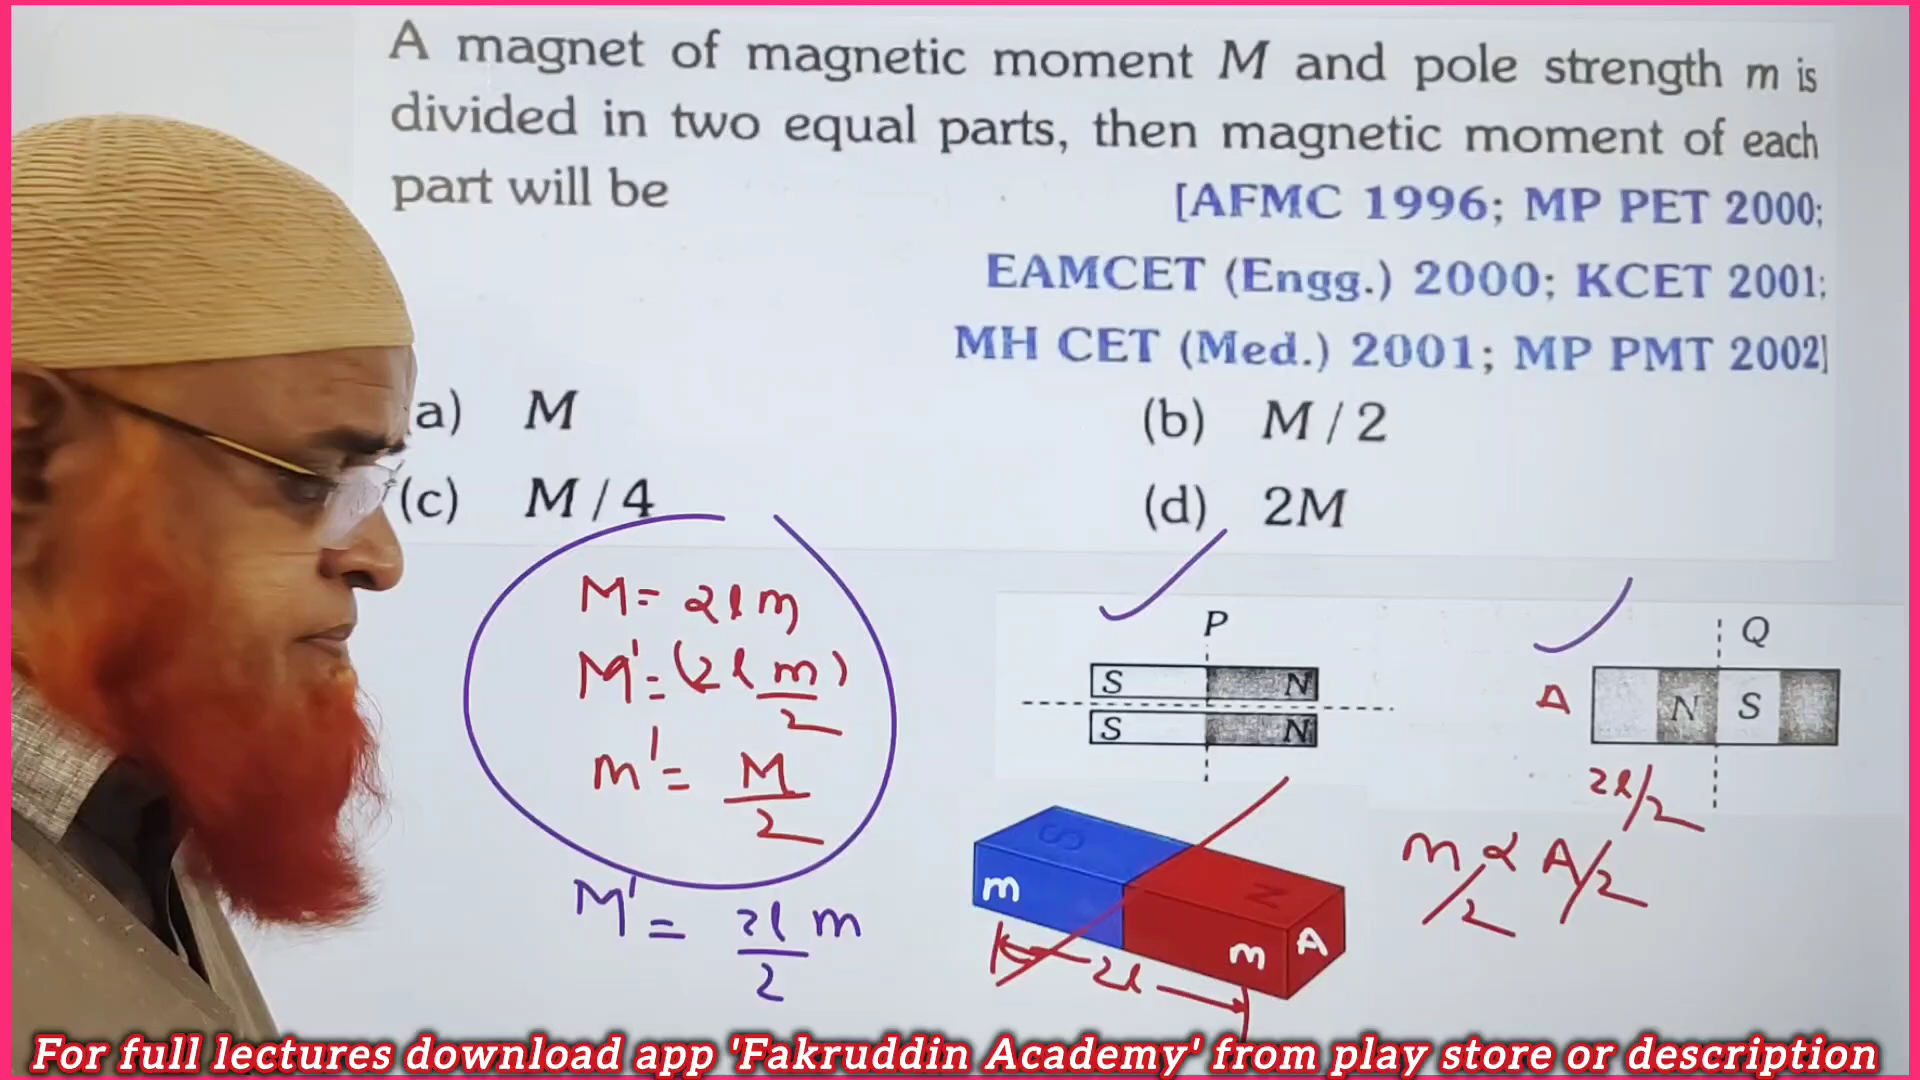 A magnet of magnetic moment M and pole strength m is
divided in two equal parts, then magnetic moment of each
part will be
[AFMC 1996; MP PET 2000;
EAMCET (Engg.) 2000; KCET 2001;
MH CET (Med.) 2001; MP PMT 2002]
a) M
(b) M / 2
(c) M / 4
(d) 2M
M = 2lm
M' = (2l m/2)
m' = M/2
M' = 2l/2 m
P
S N
S N
Q
A N S
2l/2
m/2 ∝ A/2
S N
m m A
2l
For full lectures download app 'Fakruddin Academy' from play store or description